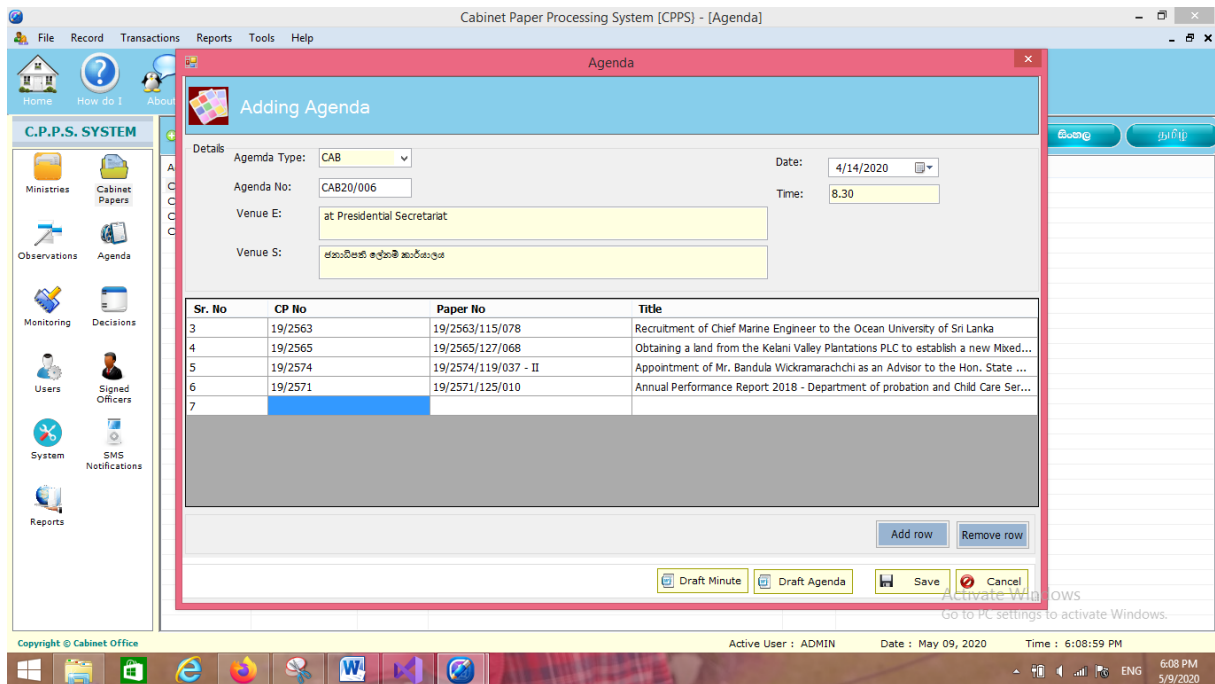 Cabinet Paper Processing System [CPPS] - [Agenda]
File Record Transactions Reports Tools Help
Agenda
Home How do I About
Adding Agenda
C.P.P.S. SYSTEM
සිංහල
தமிழ்
Details
Agemda Type: CAB
Date: 4/14/2020
Agenda No: CAB20/006
Time: 8.30
Venue E: at Presidential Secretariat
Venue S: ජනාධිපති ලේකම් කාර්යාලය
Ministries
Cabinet Papers
Observations
Agenda
Monitoring
Decisions
Users
Signed Officers
System
SMS Notifications
Reports
Sr. No CP No Paper No Title
3 19/2563 19/2563/115/078 Recruitment of Chief Marine Engineer to the Ocean University of Sri Lanka
4 19/2565 19/2565/127/068 Obtaining a land from the Kelani Valley Plantations PLC to establish a new Mixed...
5 19/2574 19/2574/119/037 - II Appointment of Mr. Bandula Wickramarachchi as an Advisor to the Hon. State ...
6 19/2571 19/2571/125/010 Annual Performance Report 2018 - Department of probation and Child Care Ser...
7
Add row Remove row
Draft Minute Draft Agenda Save Cancel
Activate Windows
Go to PC settings to activate Windows.
Copyright © Cabinet Office Active User : ADMIN Date : May 09, 2020 Time : 6:08:59 PM
ENG 6:08 PM
5/9/2020